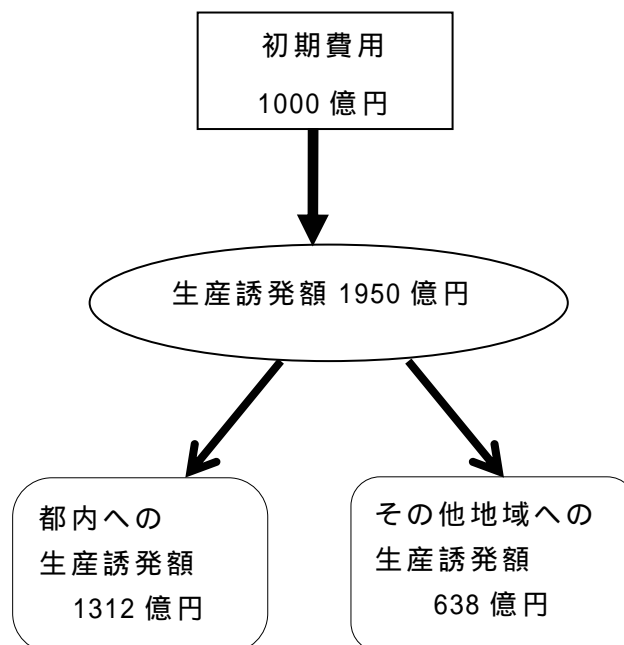 初期費用
1000 億円
生産誘発額 1950 億円
都内への
生産誘発額
1312 億円
その他地域への
生産誘発額
638 億円